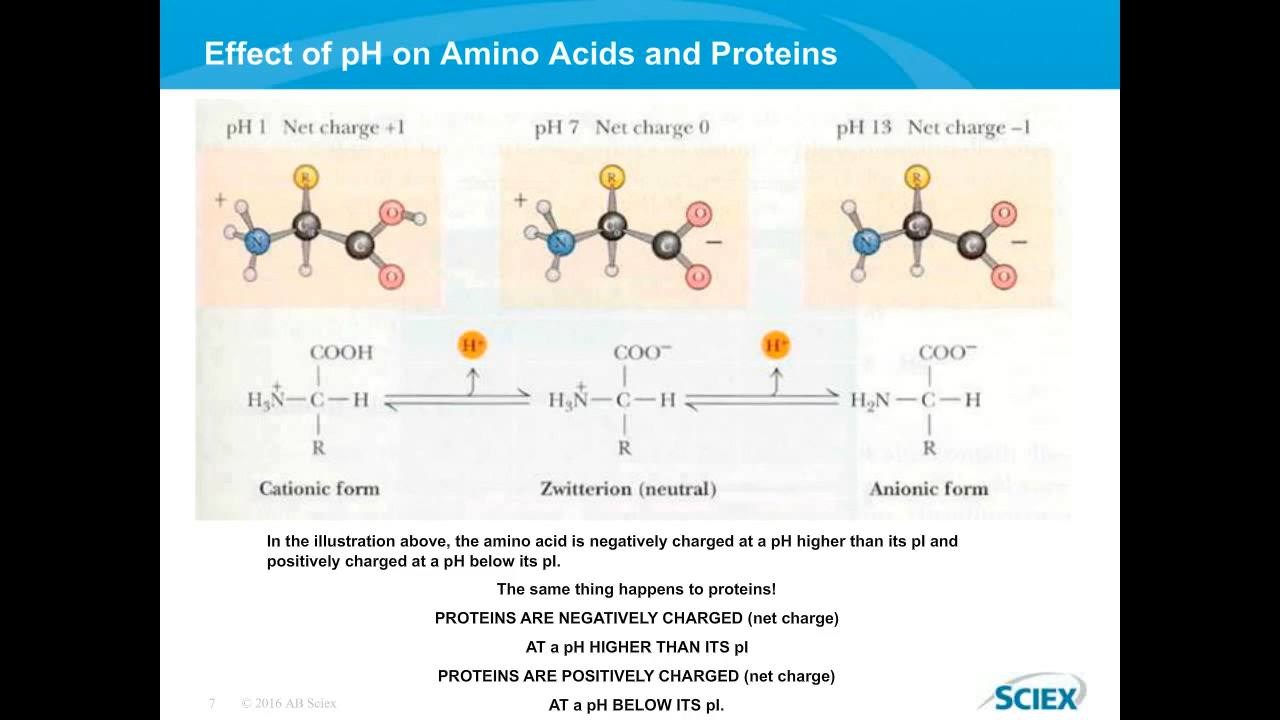 Effect of pH on Amino Acids and Proteins
pH 1 Net charge +1
pH 7 Net charge 0
pH 13 Net charge –1
+
R
N
Cα
C
O
O
+
R
N
Cα
C
O
O
–
R
N
Cα
C
O
O
–
COOH
H₃N⁺—C—H
R
H⁺
COO⁻
H₃N⁺—C—H
R
H⁺
COO⁻
H₂N—C—H
R
Cationic form
Zwitterion (neutral)
Anionic form
In the illustration above, the amino acid is negatively charged at a pH higher than its pI and
positively charged at a pH below its pI.
The same thing happens to proteins!
PROTEINS ARE NEGATIVELY CHARGED (net charge)
AT a pH HIGHER THAN ITS pI
PROTEINS ARE POSITIVELY CHARGED (net charge)
AT a pH BELOW ITS pI.
7 © 2016 AB Sciex
SCIEX